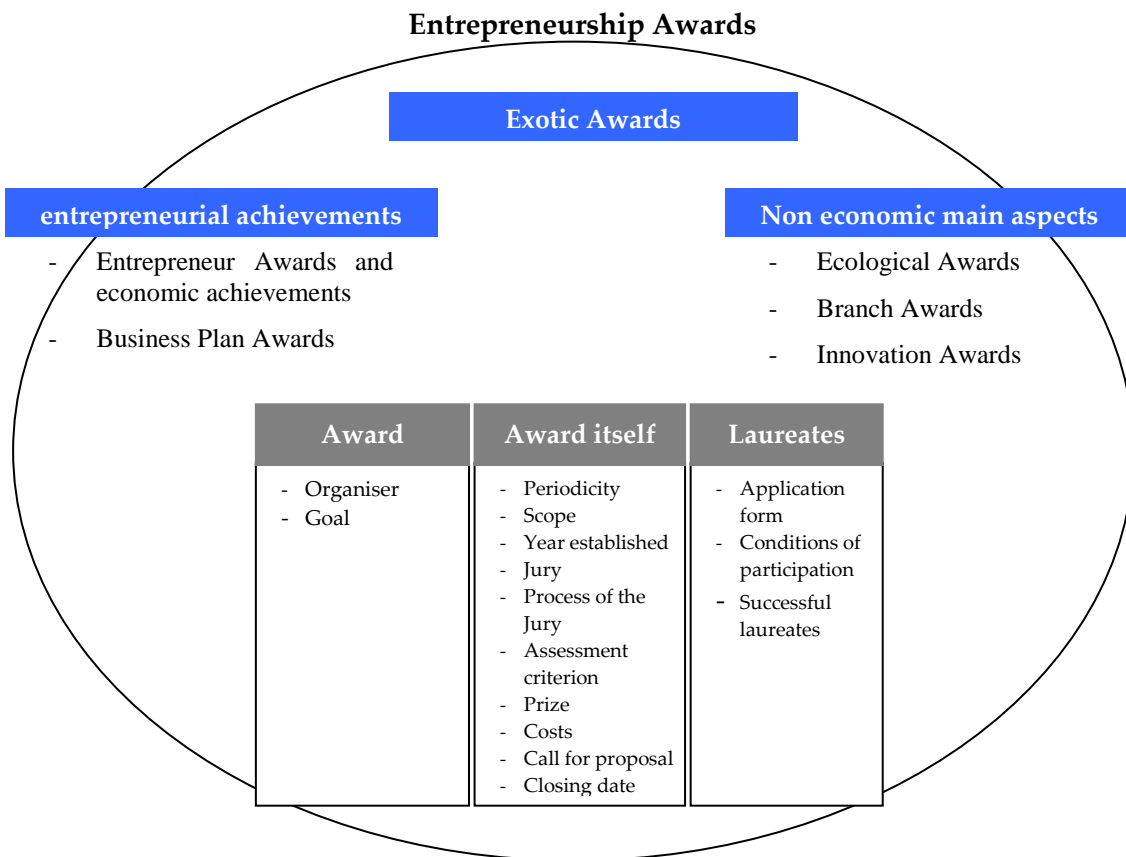 Entrepreneurship Awards
Exotic Awards
entrepreneurial achievements
- Entrepreneur Awards and
economic achievements
- Business Plan Awards
Non economic main aspects
- Ecological Awards
- Branch Awards
- Innovation Awards
Award
- Organiser
- Goal
Award itself
- Periodicity
- Scope
- Year established
- Jury
- Process of the
Jury
- Assessment
criterion
- Prize
- Costs
- Call for proposal
- Closing date
Laureates
- Application
form
- Conditions of
participation
- Successful
laureates